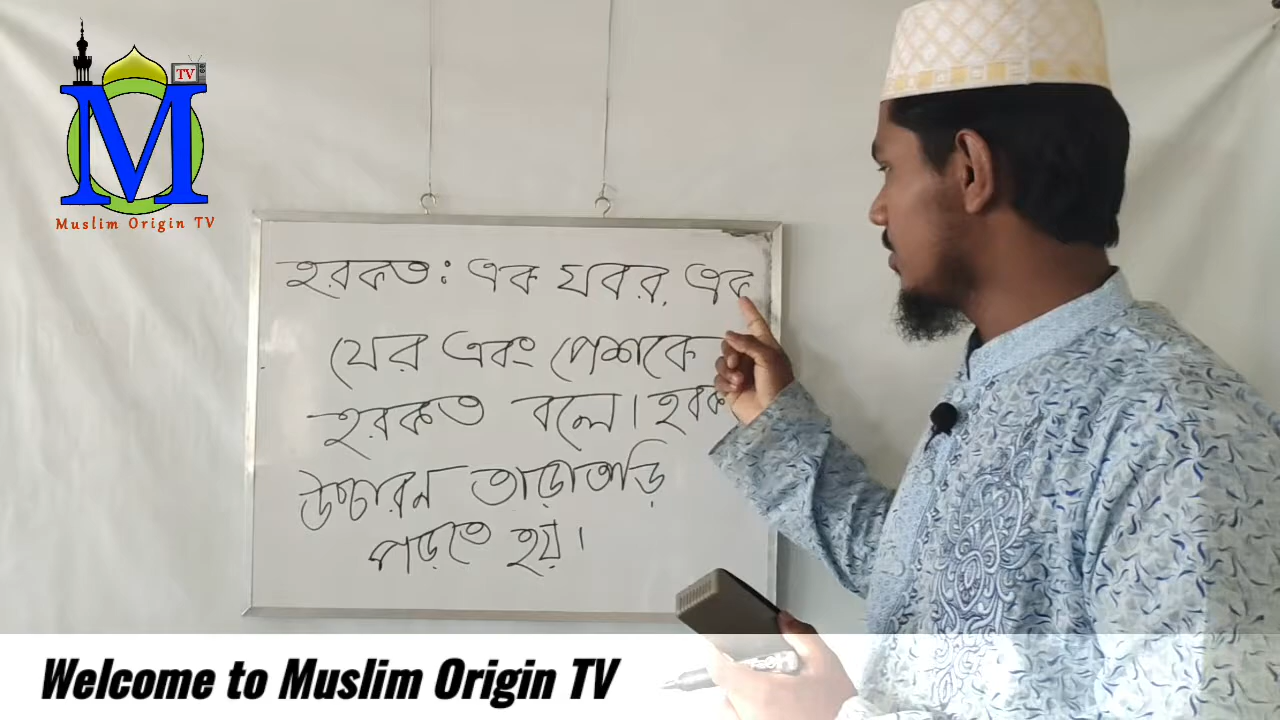 TV
M
Muslim Origin TV
হরকত : এক যবর, এক
যের এবং পেশকে
হরকত বলে। হরক
উচ্চারন তাড়াতাড়ি
পড়তে হয়।
Welcome to Muslim Origin TV